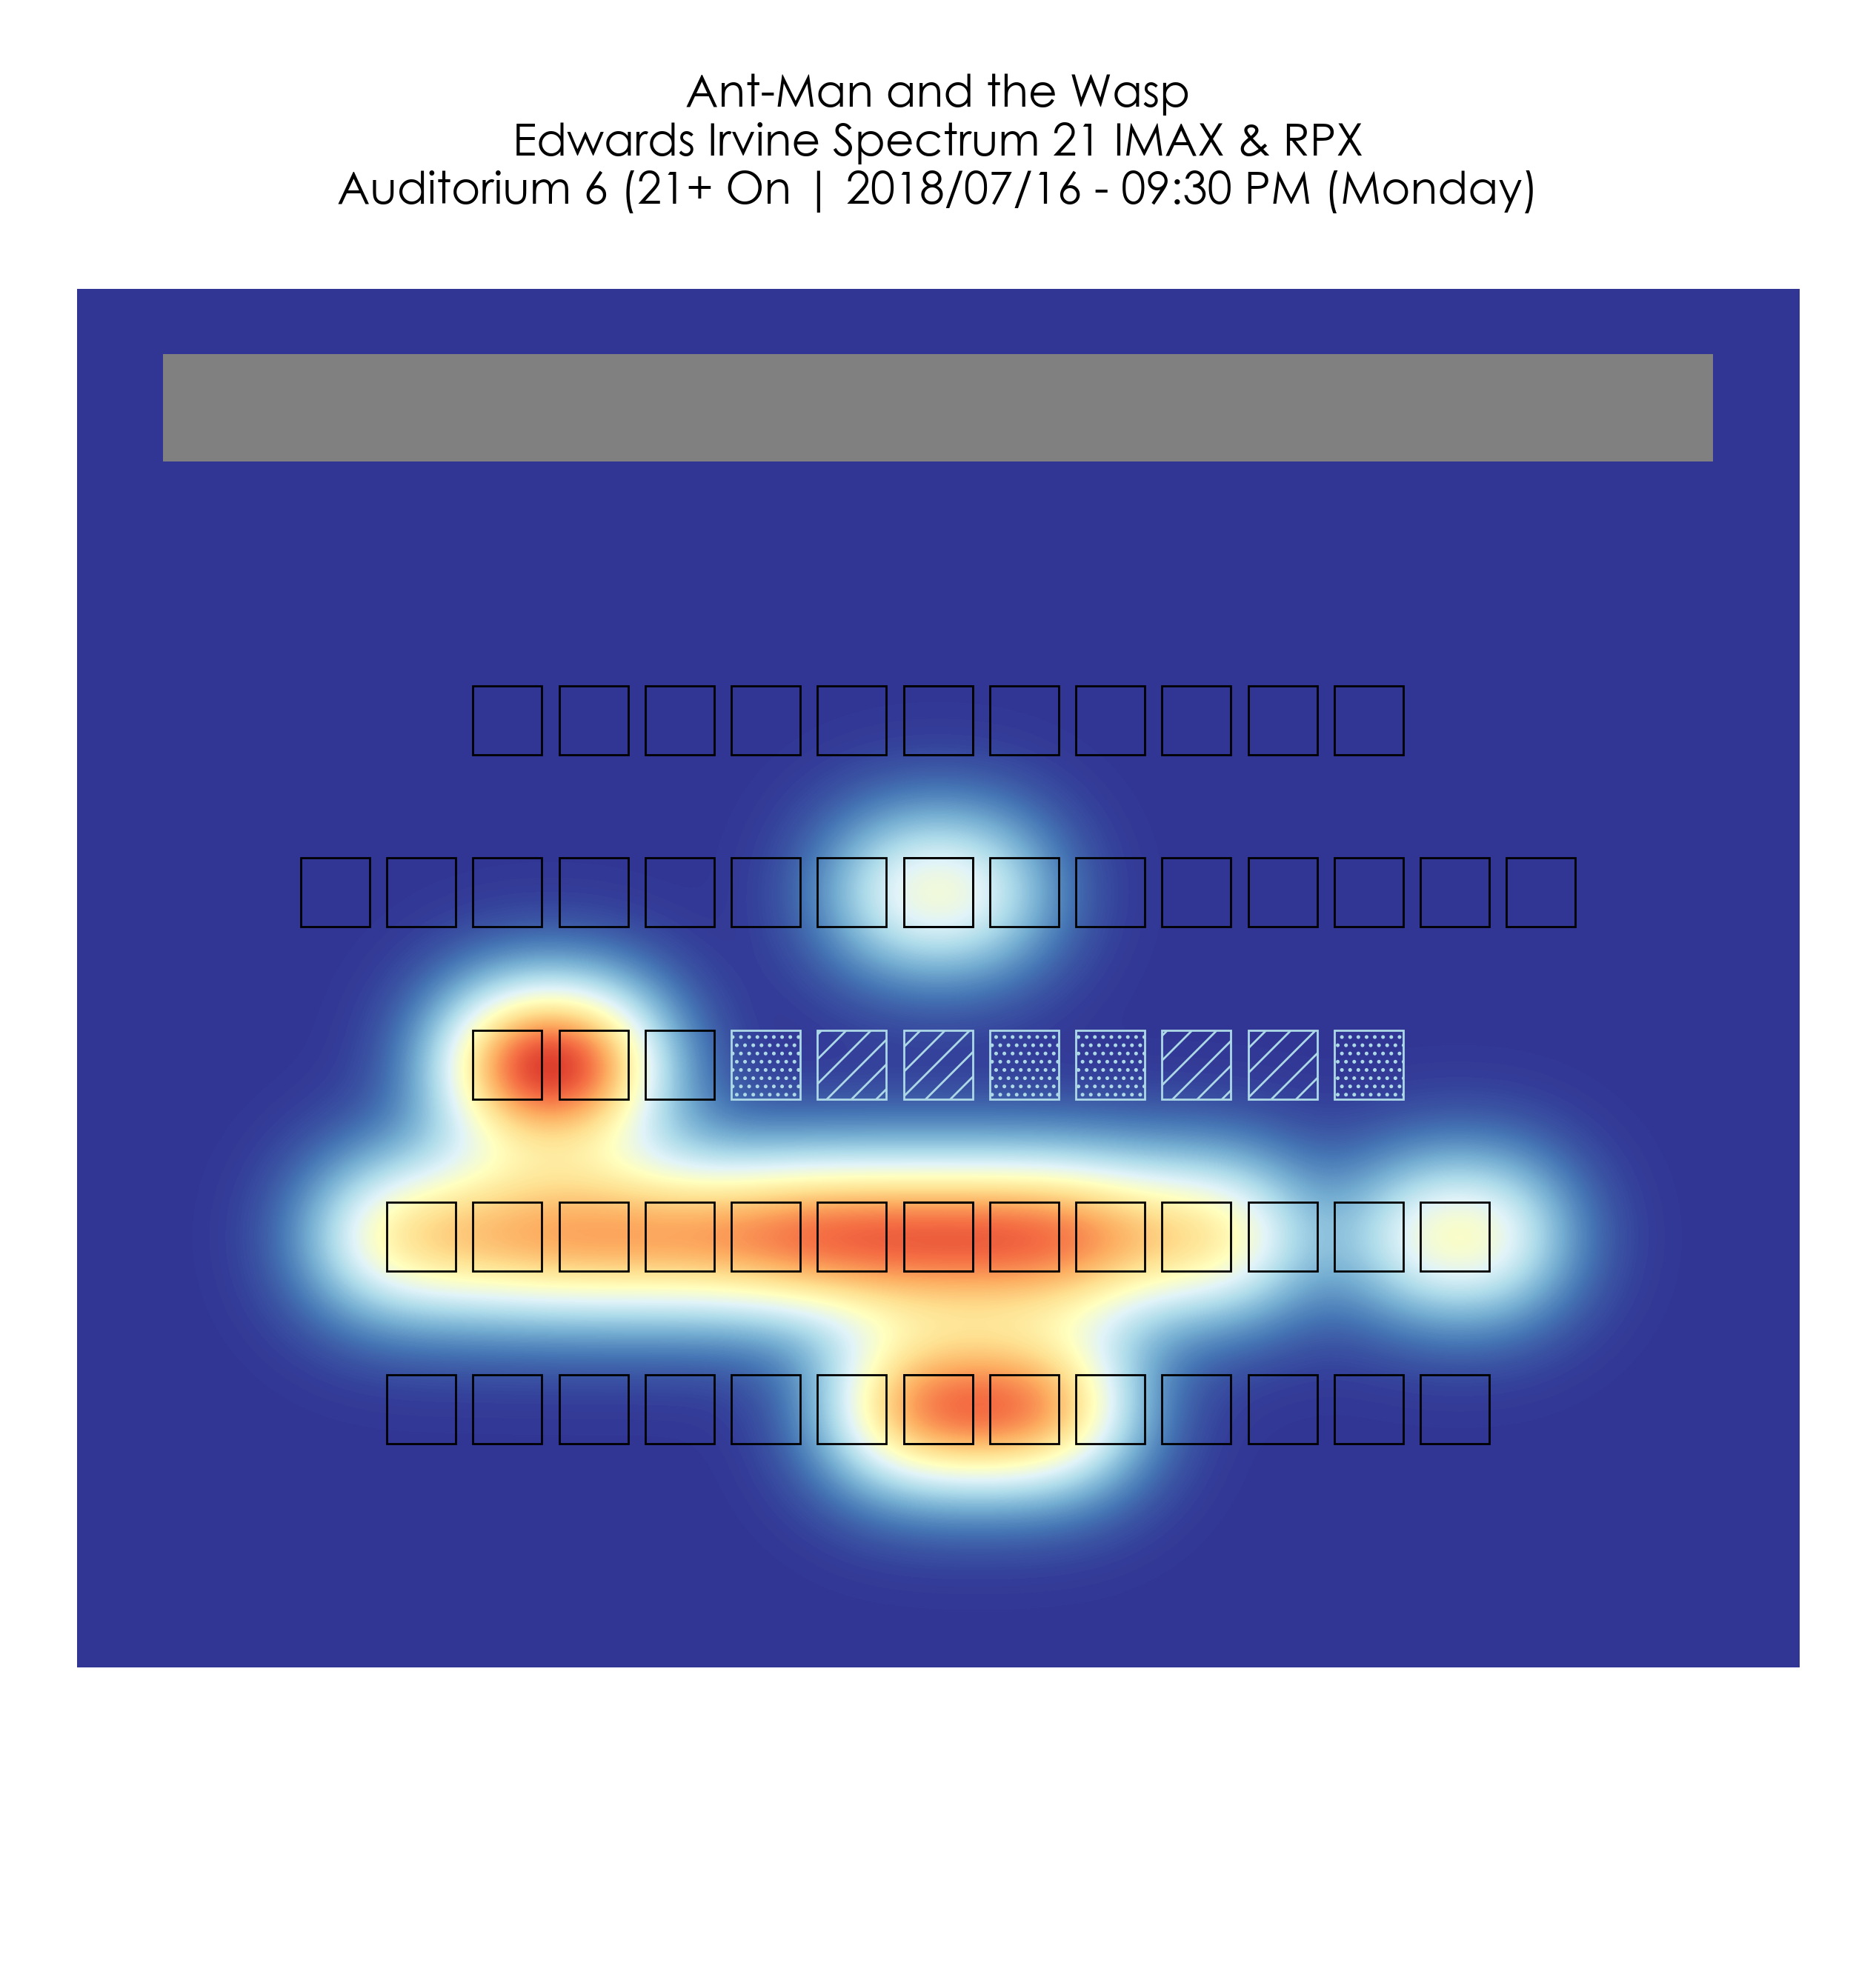 Ant-Man and the Wasp
Edwards Irvine Spectrum 21 IMAX & RPX
Auditorium 6 (21+ On | 2018/07/16 - 09:30 PM (Monday)